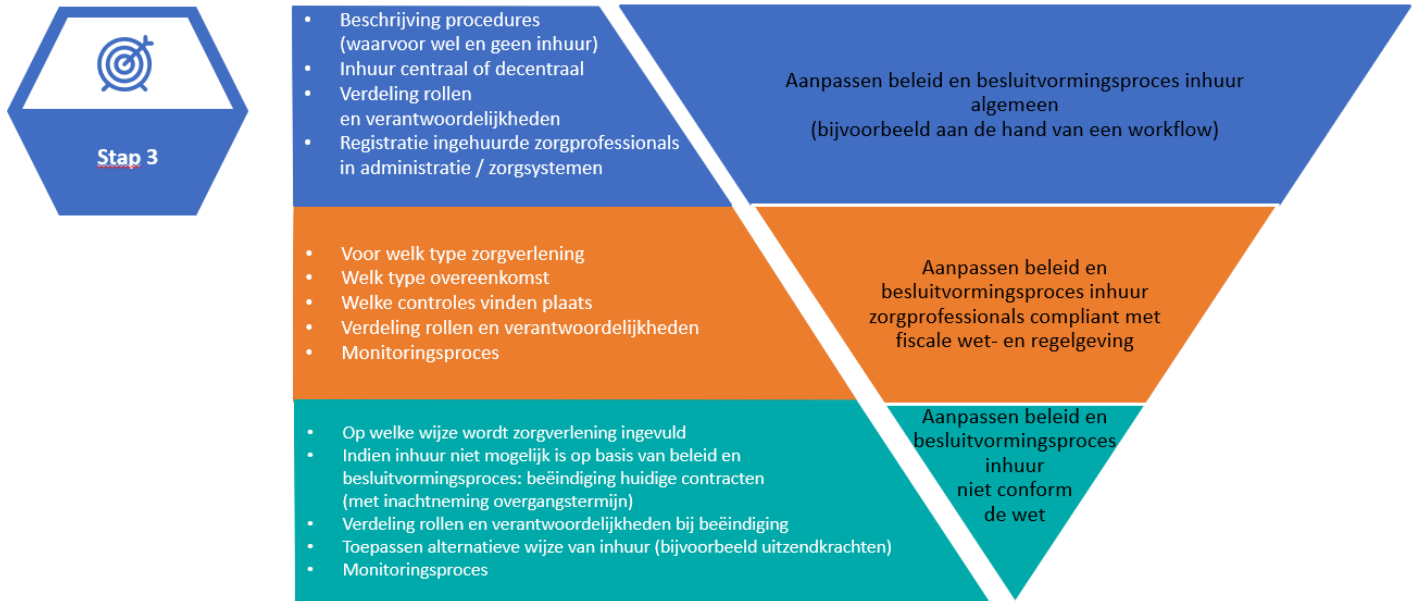 Stap 3
• Beschrijving procedures
(waarvoor wel en geen inhuur)
• Inhuur centraal of decentraal
• Verdeling rollen
en verantwoordelijkheden
• Registratie ingehuurde zorgprofessionals
in administratie / zorgsystemen
Aanpassen beleid en besluitvormingsproces inhuur
algemeen
(bijvoorbeeld aan de hand van een workflow)
• Voor welk type zorgverlening
• Welk type overeenkomst
• Welke controles vinden plaats
• Verdeling rollen en verantwoordelijkheden
• Monitoringsproces
Aanpassen beleid en
besluitvormingsproces inhuur
zorgprofessionals compliant met
fiscale wet- en regelgeving
• Op welke wijze wordt zorgverlening ingevuld
• Indien inhuur niet mogelijk is op basis van beleid en
besluitvormingsproces: beëindiging huidige contracten
(met inachtneming overgangstermijn)
• Verdeling rollen en verantwoordelijkheden bij beëindiging
• Toepassen alternatieve wijze van inhuur (bijvoorbeeld uitzendkrachten)
• Monitoringsproces
Aanpassen beleid en
besluitvormingsproces
inhuur
niet conform
de wet